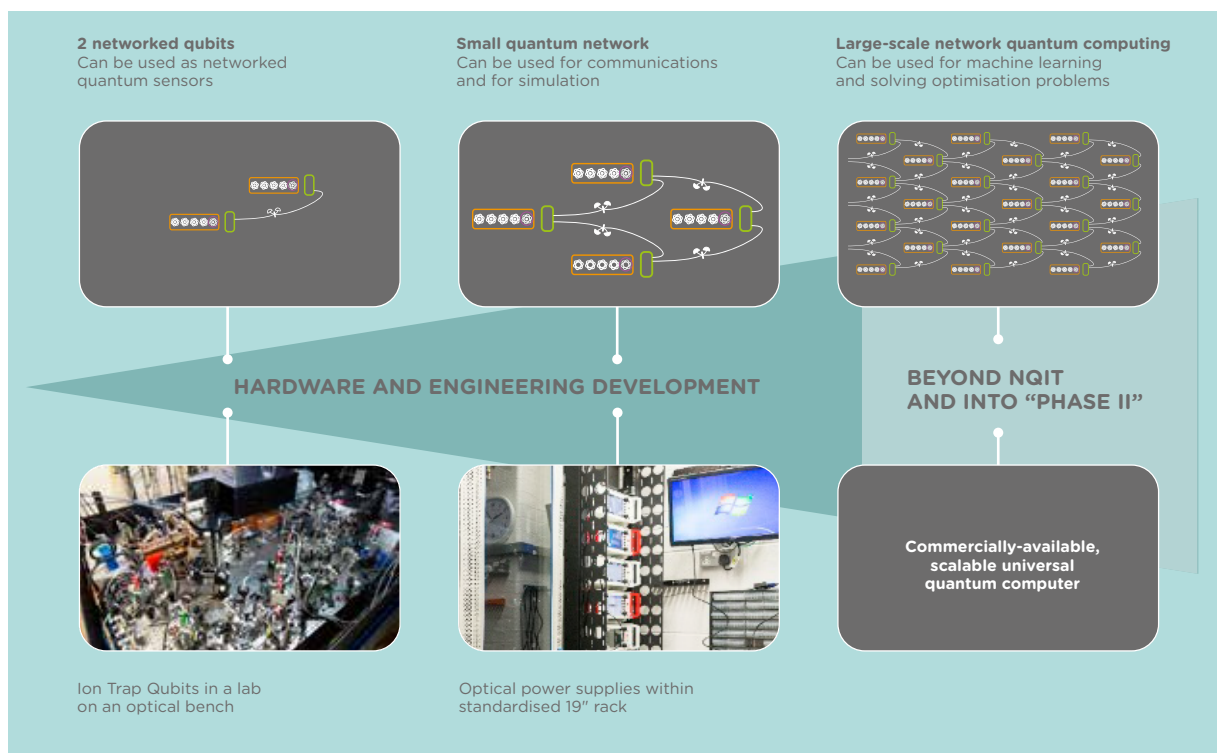 2 networked qubits
Can be used as networked
quantum sensors
Small quantum network
Can be used for communications
and for simulation
Large-scale network quantum computing
Can be used for machine learning
and solving optimisation problems
HARDWARE AND ENGINEERING DEVELOPMENT
BEYOND NQIT
AND INTO “PHASE II”
Commercially-available,
scalable universal
quantum computer
Ion Trap Qubits in a lab
on an optical bench
Optical power supplies within
standardised 19" rack